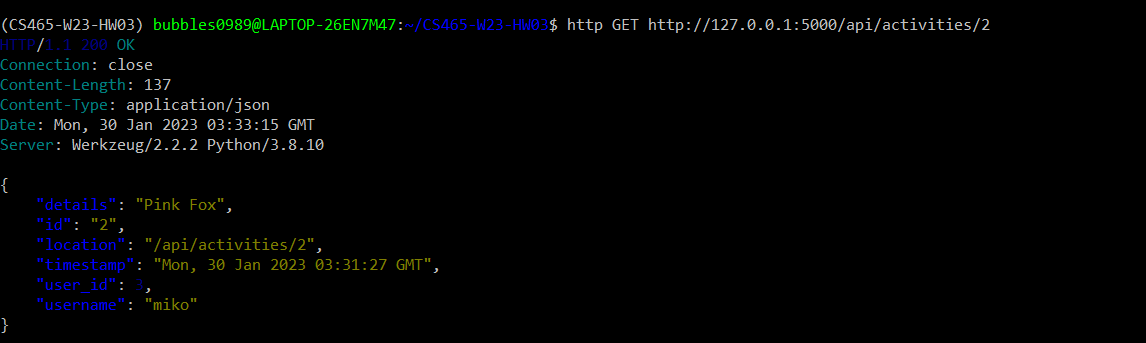 (CS465-W23-HW03) bubbles0989@LAPTOP-26EN7M47:~/CS465-W23-HW03$ http GET http://127.0.0.1:5000/api/activities/2
HTTP/1.1 200 OK
Connection: close
Content-Length: 137
Content-Type: application/json
Date: Mon, 30 Jan 2023 03:33:15 GMT
Server: Werkzeug/2.2.2 Python/3.8.10

{
    "details": "Pink Fox",
    "id": "2",
    "location": "/api/activities/2",
    "timestamp": "Mon, 30 Jan 2023 03:31:27 GMT",
    "user_id": 3,
    "username": "miko"
}